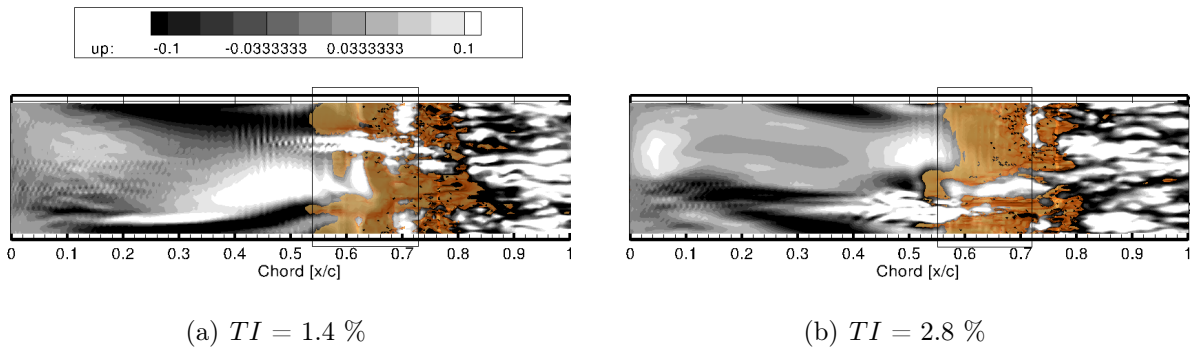 up: -0.1 -0.0333333 0.0333333 0.1
0 0.1 0.2 0.3 0.4 0.5 0.6 0.7 0.8 0.9 1
Chord [x/c]
(a) TI = 1.4 %
0 0.1 0.2 0.3 0.4 0.5 0.6 0.7 0.8 0.9 1
Chord [x/c]
(b) TI = 2.8 %